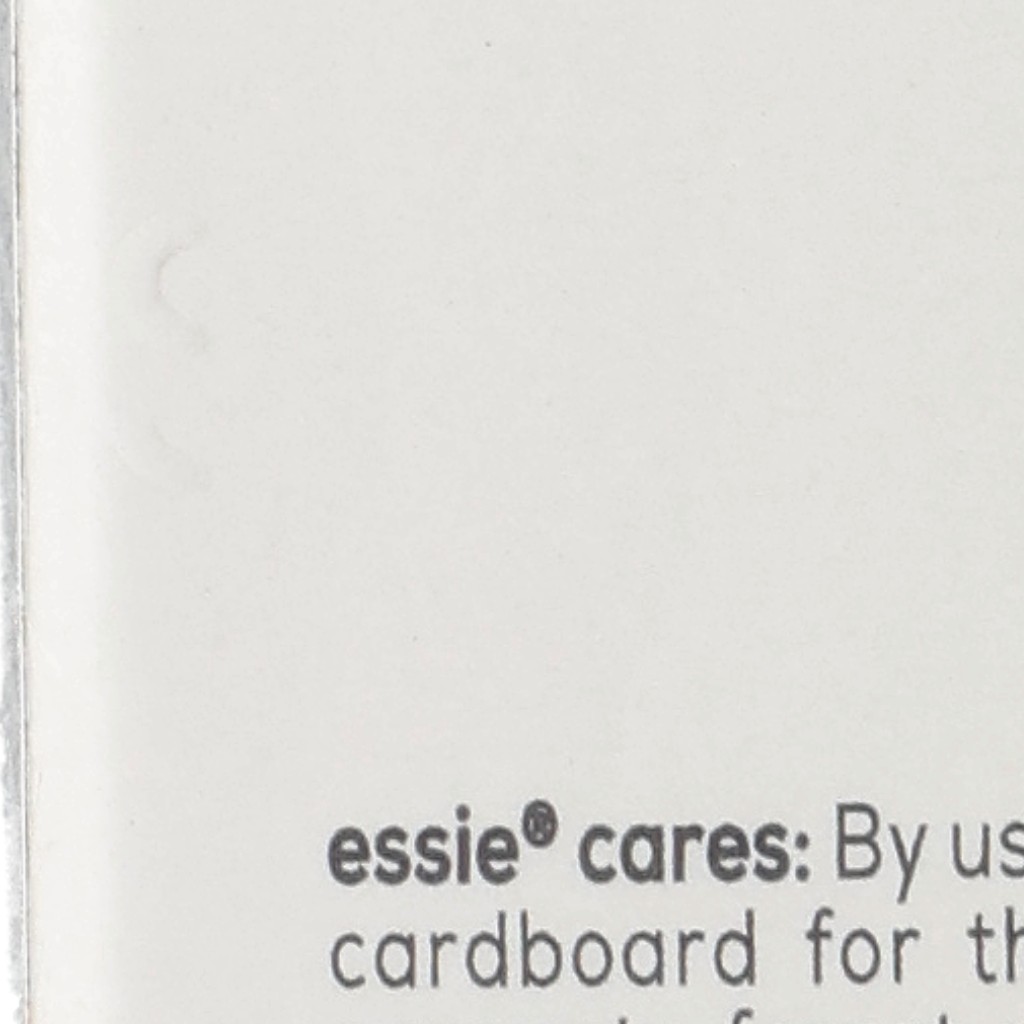 essie® cares: By us
cardboard for th